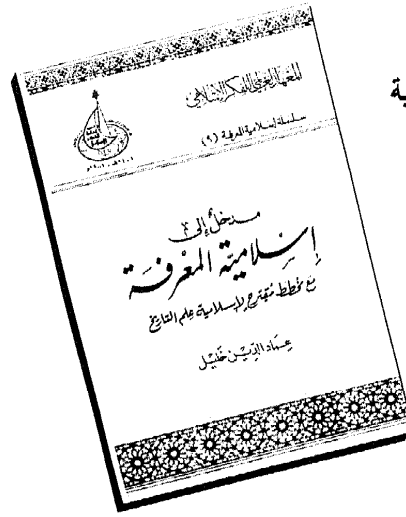 المعهد العالمي للفكر الإسلامي
سلسلة إسلامية المعرفة (٩)
مدخل إلى
إسلامية المعرفة
مع مخطط مقترح لإسلامية علم التاريخ
عماد الدين خليل
ية